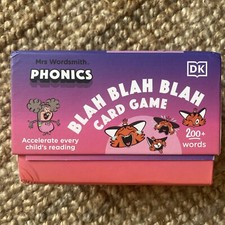 Mrs Wordsmith
PHONICS
DK
BLAH BLAH BLAH
CARD GAME
Accelerate every
child's reading
200+
words